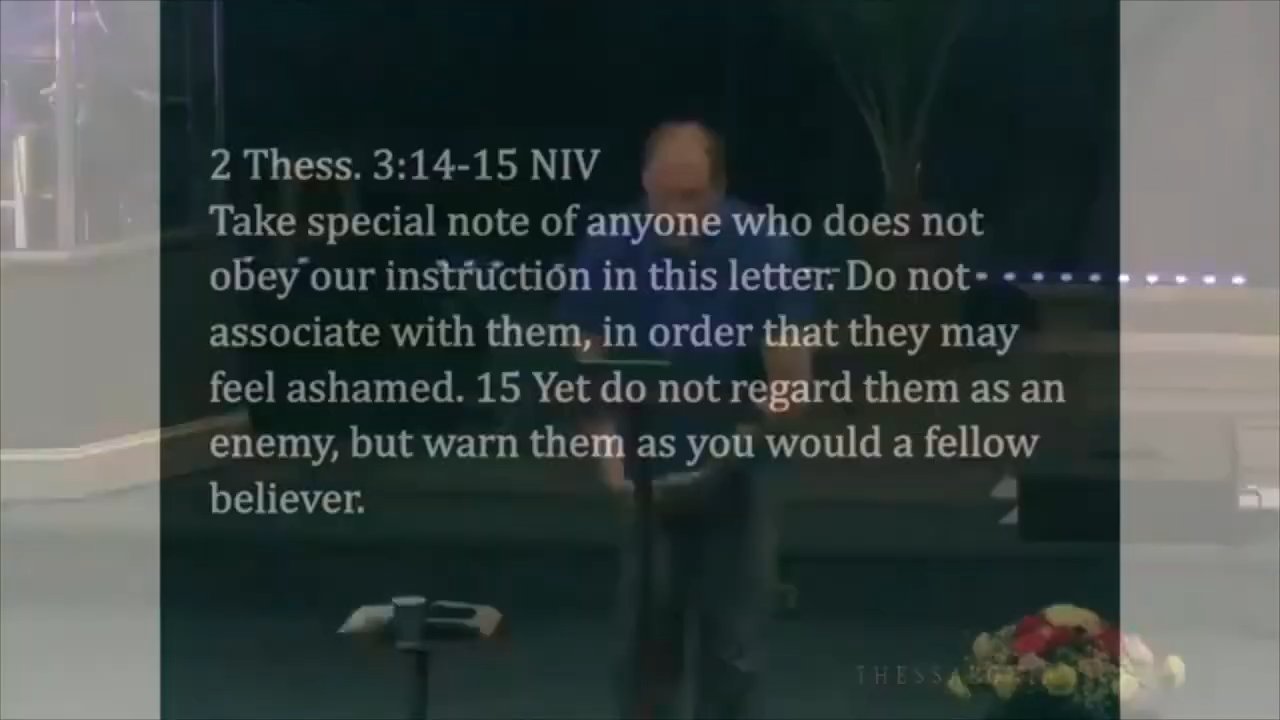 2 Thess. 3:14-15 NIV
Take special note of anyone who does not
obey our instruction in this letter. Do not
associate with them, in order that they may
feel ashamed. 15 Yet do not regard them as an
enemy, but warn them as you would a fellow
believer.